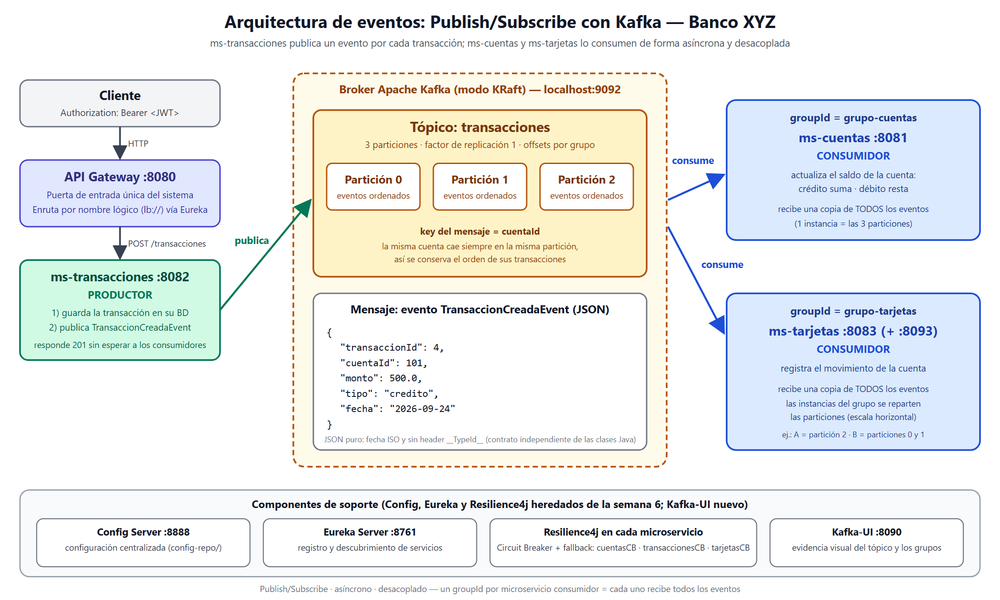 Arquitectura de eventos: Publish/Subscribe con Kafka — Banco XYZ
ms-transacciones publica un evento por cada transacción; ms-cuentas y ms-tarjetas lo consumen de forma asíncrona y desacoplada
Cliente
Authorization: Bearer <JWT>
HTTP
API Gateway :8080
Puerta de entrada única del sistema
Enruta por nombre lógico (lb://) vía Eureka
POST /transacciones
ms-transacciones :8082
PRODUCTOR
1) guarda la transacción en su BD
2) publica TransaccionCreadaEvent
responde 201 sin esperar a los consumidores
publica
Broker Apache Kafka (modo KRaft) — localhost:9092
Tópico: transacciones
3 particiones · factor de replicación 1 · offsets por grupo
Partición 0
eventos ordenados
Partición 1
eventos ordenados
Partición 2
eventos ordenados
key del mensaje = cuentaId
la misma cuenta cae siempre en la misma partición,
así se conserva el orden de sus transacciones
Mensaje: evento TransaccionCreadaEvent (JSON)
{
"transaccionId": 4,
"cuentaId": 101,
"monto": 500.0,
"tipo": "credito",
"fecha": "2026-09-24"
}
JSON puro: fecha ISO y sin header __TypeId__ (contrato independiente de las clases Java)
consume
consume
groupId = grupo-cuentas
ms-cuentas :8081
CONSUMIDOR
actualiza el saldo de la cuenta:
crédito suma · débito resta
recibe una copia de TODOS los eventos
(1 instancia = las 3 particiones)
groupId = grupo-tarjetas
ms-tarjetas :8083 (+ :8093)
CONSUMIDOR
registra el movimiento de la cuenta
recibe una copia de TODOS los eventos
las instancias del grupo se reparten
las particiones (escala horizontal)
ej.: A = partición 2 · B = particiones 0 y 1
Componentes de soporte (Config, Eureka y Resilience4j heredados de la semana 6; Kafka-UI nuevo)
Config Server :8888
configuración centralizada (config-repo/)
Eureka Server :8761
registro y descubrimiento de servicios
Resilience4j en cada microservicio
Circuit Breaker + fallback: cuentasCB · transaccionesCB · tarjetasCB
Kafka-UI :8090
evidencia visual del tópico y los grupos
Publish/Subscribe · asíncrono · desacoplado — un groupId por microservicio consumidor = cada uno recibe todos los eventos